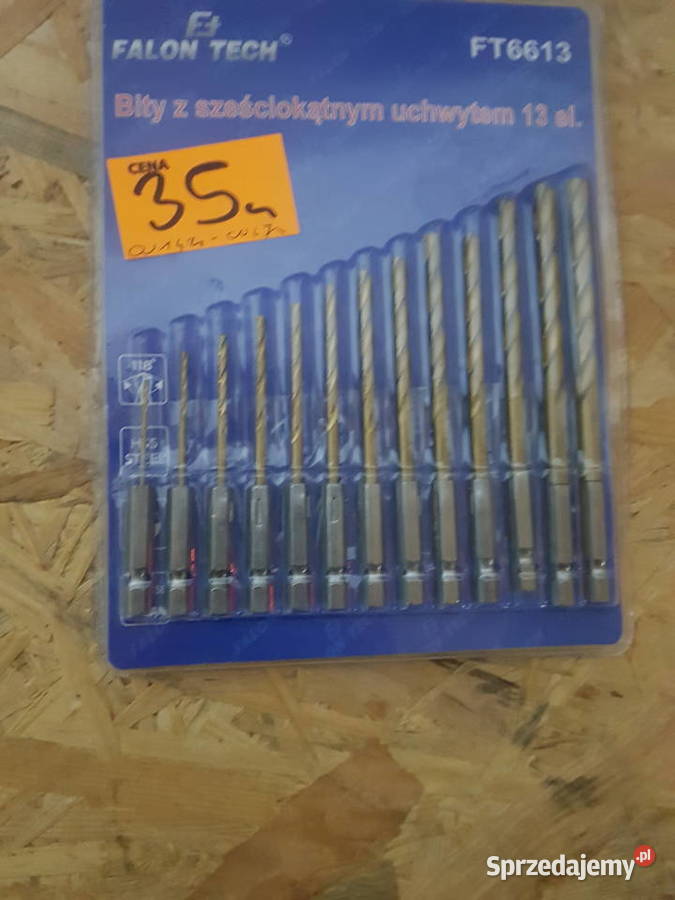 FALON TECH®
FT6613
Bity z sześciokątnym uchwytem 13 el.
CENA
35
118°
HSS
STEEL
Sprzedajemy.pl